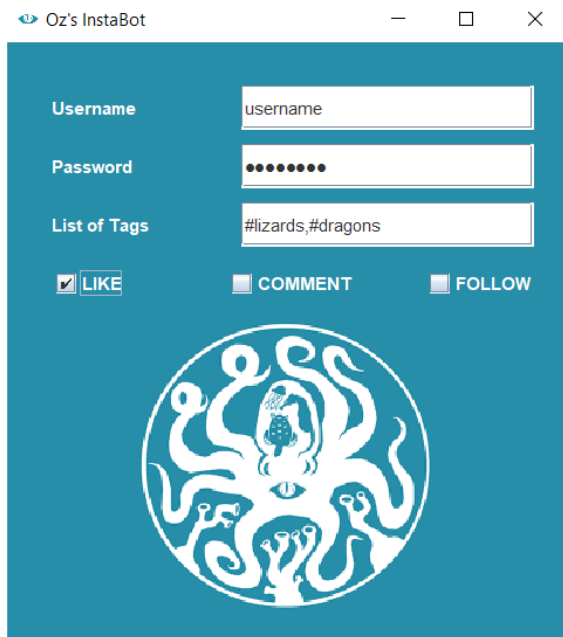 Oz's InstaBot
Username username
Password ●●●●●●●●
List of Tags #lizards,#dragons
LIKE COMMENT FOLLOW